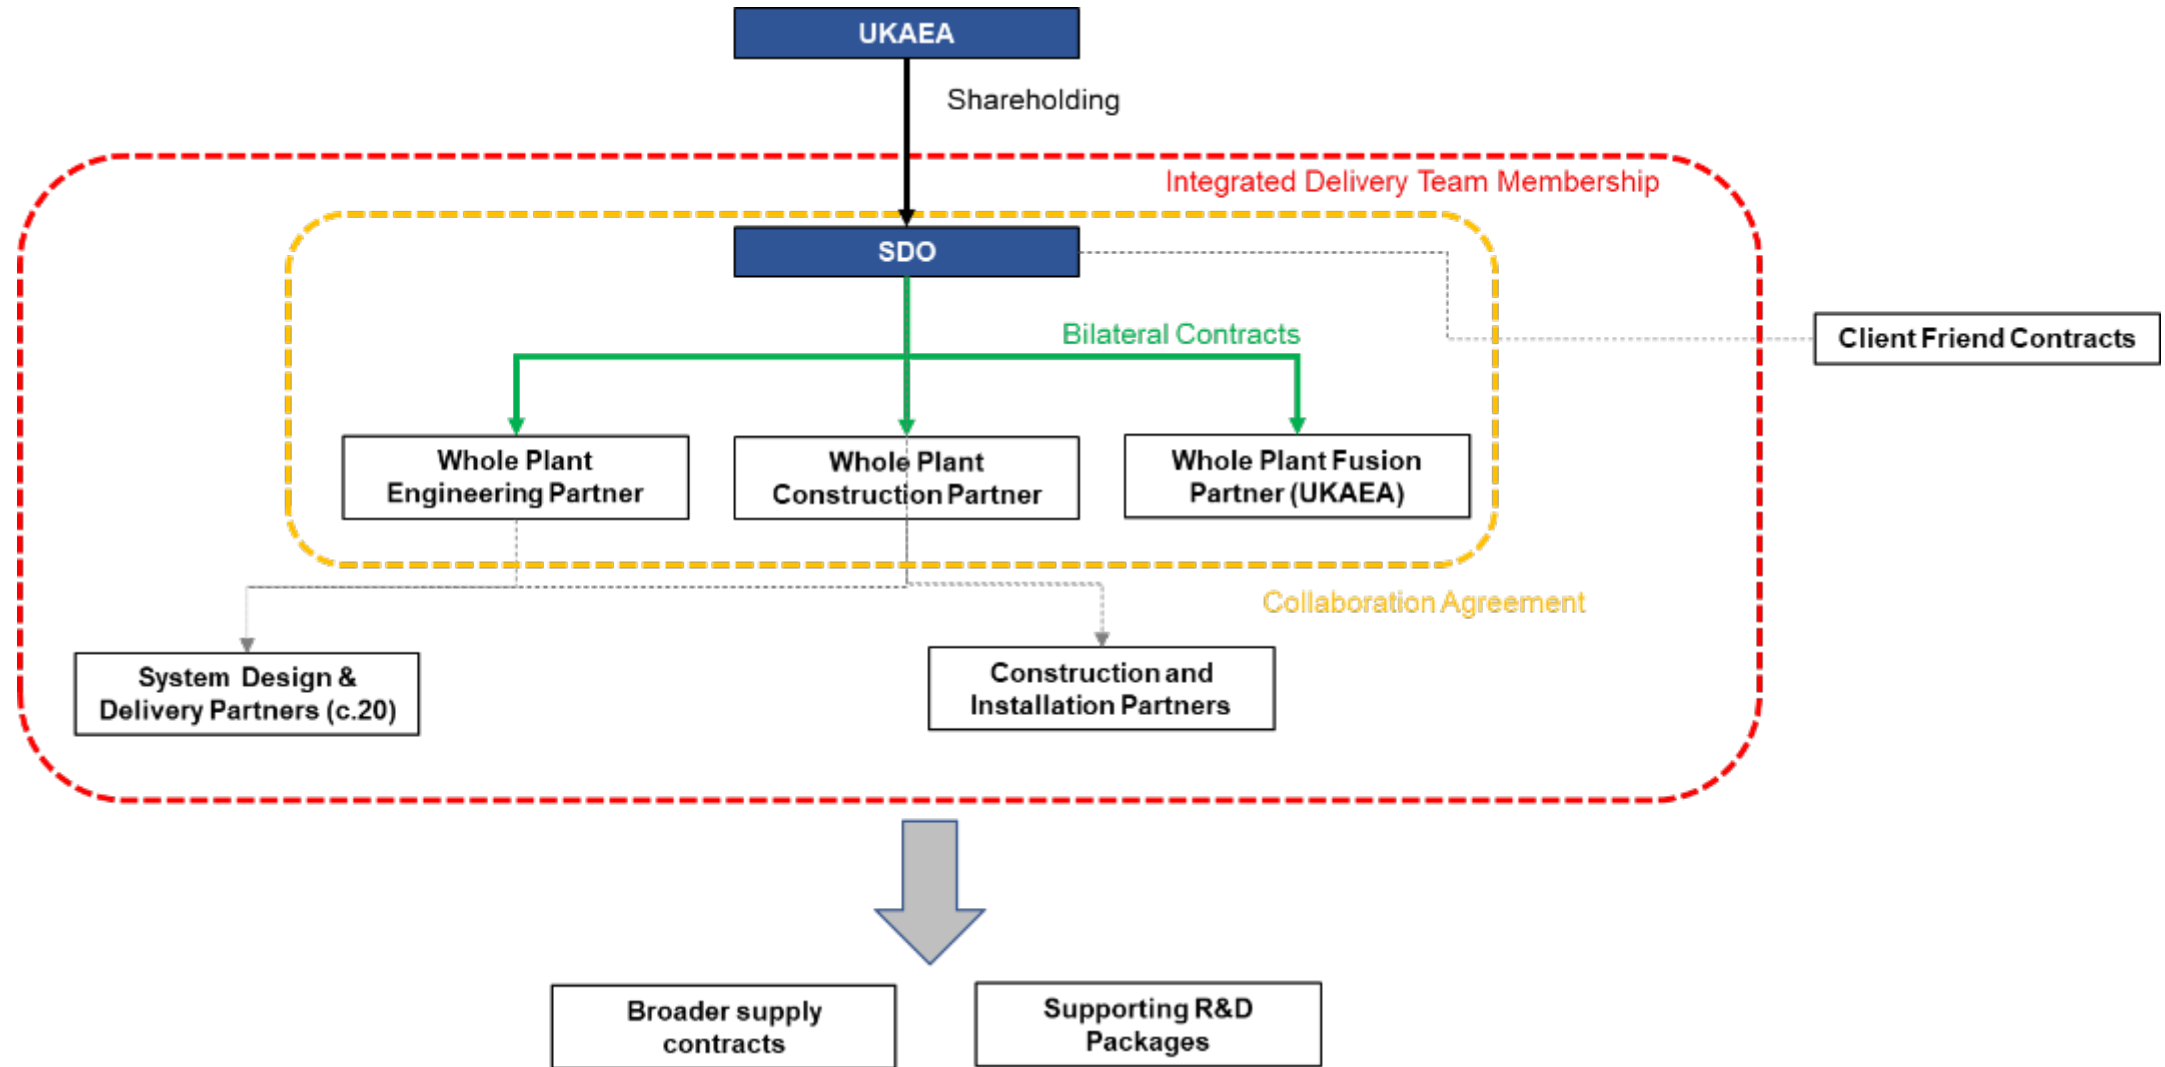 UKAEA
Shareholding
Integrated Delivery Team Membership
SDO
Bilateral Contracts
Client Friend Contracts
Whole Plant
Engineering Partner
Whole Plant
Construction Partner
Whole Plant Fusion
Partner (UKAEA)
Collaboration Agreement
System Design &
Delivery Partners (c.20)
Construction and
Installation Partners
Broader supply
contracts
Supporting R&D
Packages